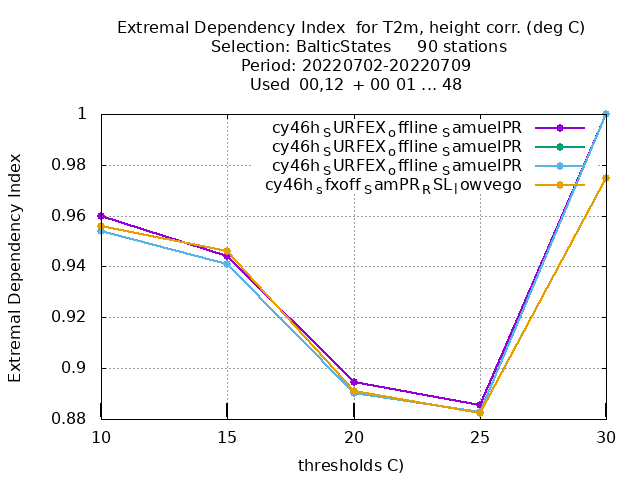 Extremal Dependency Index  for T2m, height corr. (deg C)
Selection: BalticStates     90 stations
Period: 20220702-20220709
Used  00,12  + 00 01 ... 48
Extremal Dependency Index
1
0.98
0.96
0.94
0.92
0.9
0.88
cy46h_SURFEX_offline_SamuelPR
cy46h_SURFEX_offline_SamuelPR
cy46h_SURFEX_offline_SamuelPR
cy46h_sfxoff_SamPR_RSL_lowvego
10 15 20 25 30
thresholds C)